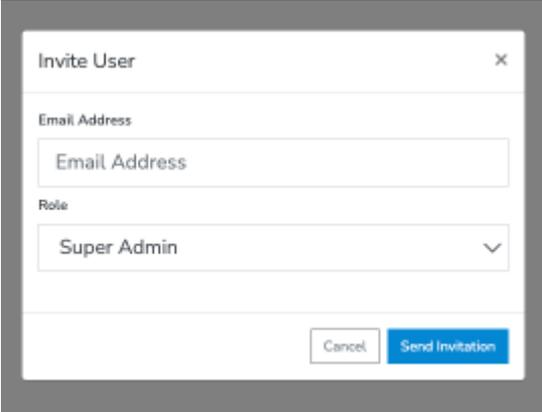 Invite User ×
Email Address
Email Address
Role
Super Admin
Cancel Send Invitation